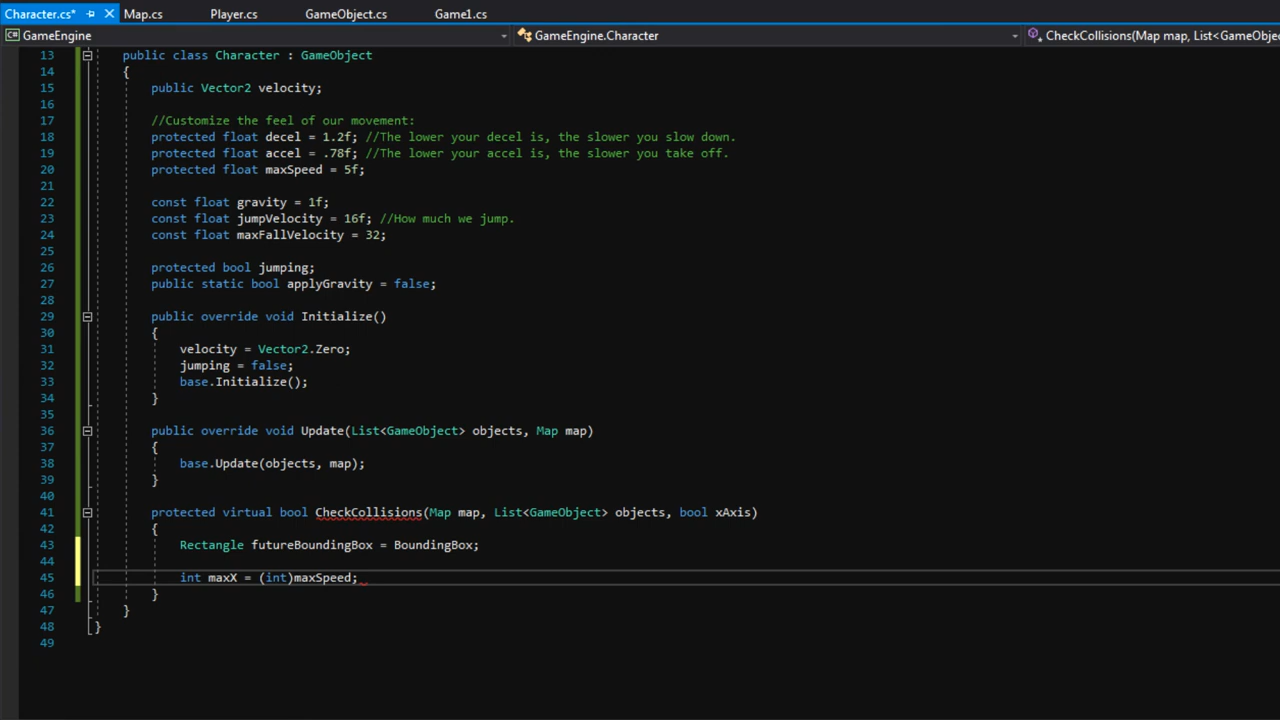 Character.cs* Map.cs Player.cs GameObject.cs Game1.cs
C# GameEngine GameEngine.Character CheckCollisions(Map map, List<GameObjec
13 public class Character : GameObject
14 {
15 public Vector2 velocity;
16
17 //Customize the feel of our movement:
18 protected float decel = 1.2f; //The lower your decel is, the slower you slow down.
19 protected float accel = .78f; //The lower your accel is, the slower you take off.
20 protected float maxSpeed = 5f;
21
22 const float gravity = 1f;
23 const float jumpVelocity = 16f; //How much we jump.
24 const float maxFallVelocity = 32;
25
26 protected bool jumping;
27 public static bool applyGravity = false;
28
29 public override void Initialize()
30 {
31 velocity = Vector2.Zero;
32 jumping = false;
33 base.Initialize();
34 }
35
36 public override void Update(List<GameObject> objects, Map map)
37 {
38 base.Update(objects, map);
39 }
40
41 protected virtual bool CheckCollisions(Map map, List<GameObject> objects, bool xAxis)
42 {
43 Rectangle futureBoundingBox = BoundingBox;
44
45 int maxX = (int)maxSpeed;
46 }
47 }
48 }
49